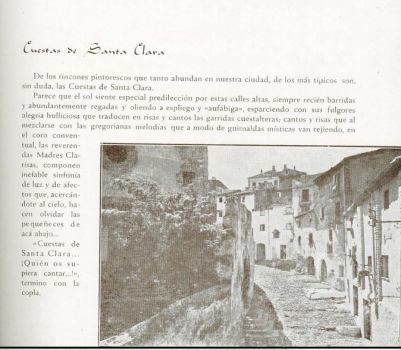 Cuestas de Santa Clara
De los rincones pintorescos que tanto abundan en nuestra ciudad, de los más típicos son,
sin duda, las Cuestas de Santa Clara.
Parece que el sol siente especial predilección por estas calles altas, siempre recién barridas
y abundantemente regadas y oliendo a espliego y «aufábiga», esparciendo con sus fulgores
alegría bulliciosa que traducen en risas y cantos las garridas cuestalteras; cantos y risas que al
mezclarse con las gregorianas melodías que a modo de guirnaldas místicas van tejiendo, en
el coro conven-
tual, las reveren-
das Madres Cla-
risas, componen
inefable sinfonía
de luz y de afec-
tos que, acercán-
dote al cielo, ha-
cen olvidar las
pequeñeces de
acá abajo...
«Cuestas de
Santa Clara...
¡Quién os su-
piera cantar...!»,
termino con la
copla.